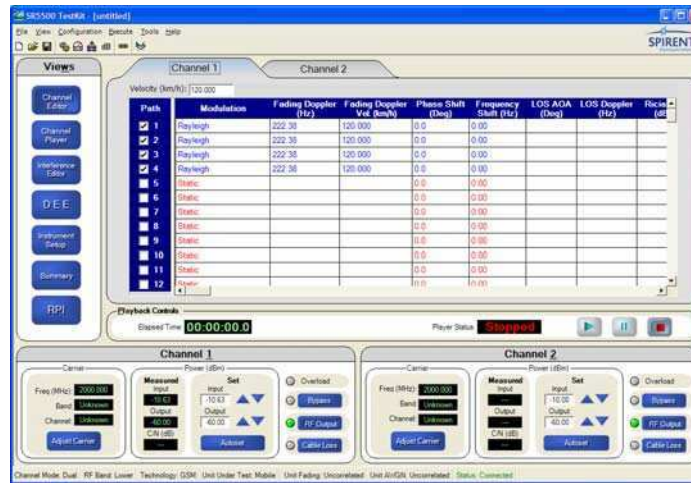 SR5500 TestKit - [untitled]
File View Configuration Execute Tools Help
SPIRENT
Views
Channel Editor
Channel Player
Interference Editor
DEE
Instrument Setup
Summary
RPI
Channel 1
Channel 2
Velocity (km/h): 120.000
Path Modulation Fading Doppler (Hz) Fading Doppler Vel. (km/h) Phase Shift (Deg) Frequency Shift (Hz) LOS AOA (Deg) LOS Doppler (Hz)
1 Rayleigh 222.38 120.000 0.0 0.00
2 Rayleigh 222.38 120.000 0.0 0.00
3 Rayleigh 222.38 120.000 0.0 0.00
4 Rayleigh 222.38 120.000 0.0 0.00
5 Static 0.0 0.00
6 Static 0.0 0.00
7 Static 0.0 0.00
8 Static 0.0 0.00
9 Static 0.0 0.00
10 Static 0.0 0.00
11 Static 0.0 0.00
12 Static 0.0 0.00
Playback Controls
Elapsed Time 00:00:00.0
Player Status Stopped
Channel 1
Carrier
Freq (MHz): 2000.000
Band: Unknown
Channel: Unknown
Adjust Carrier
Power (dBm)
Measured Set
Input Input
-10.63 -10.63
Output Output
-60.00 -60.00
C/N (dB)
---
Autoset
Overload
Bypass
RF Output
Cable Loss
Channel 2
Carrier
Freq (MHz): 2000.000
Band: Unknown
Channel: Unknown
Adjust Carrier
Power (dBm)
Measured Set
Input Input
--- -10.00
Output Output
--- -60.00
C/N (dB)
---
Autoset
Overload
Bypass
RF Output
Cable Loss
Channel Mode: Dual RF Band: Lower Technology: GSM Unit Under Test: Mobile Unit Fading: Uncorrelated Unit AWGN: Uncorrelated Status: Connected